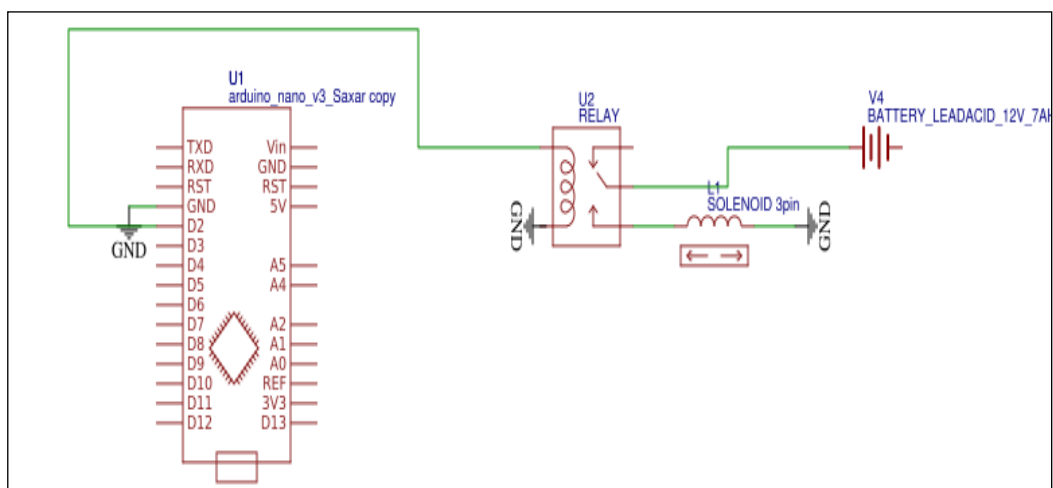 U1
arduino_nano_v3_Saxar copy
TXD
RXD
RST
GND
D2
D3
D4
D5
D6
D7
D8
D9
D10
D11
D12
Vin
GND
RST
5V
A5
A4
A2
A1
A0
REF
3V3
D13
GND
U2
RELAY
GND
V4
BATTERY_LEADACID_12V_7AH
L1
SOLENOID 3pin
GND